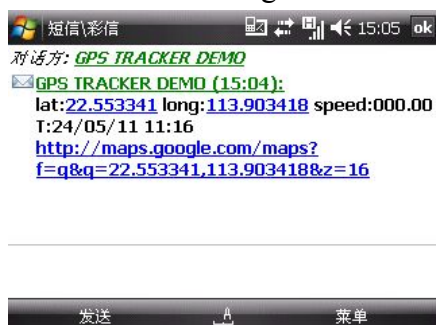 短信\彩信 15:05 ok
对话方: GPS TRACKER DEMO
GPS TRACKER DEMO (15:04):
lat:22.553341 long:113.903418 speed:000.00
T:24/05/11 11:16
http://maps.google.com/maps?
f=q&q=22.553341,113.903418&z=16
发送 A 菜单